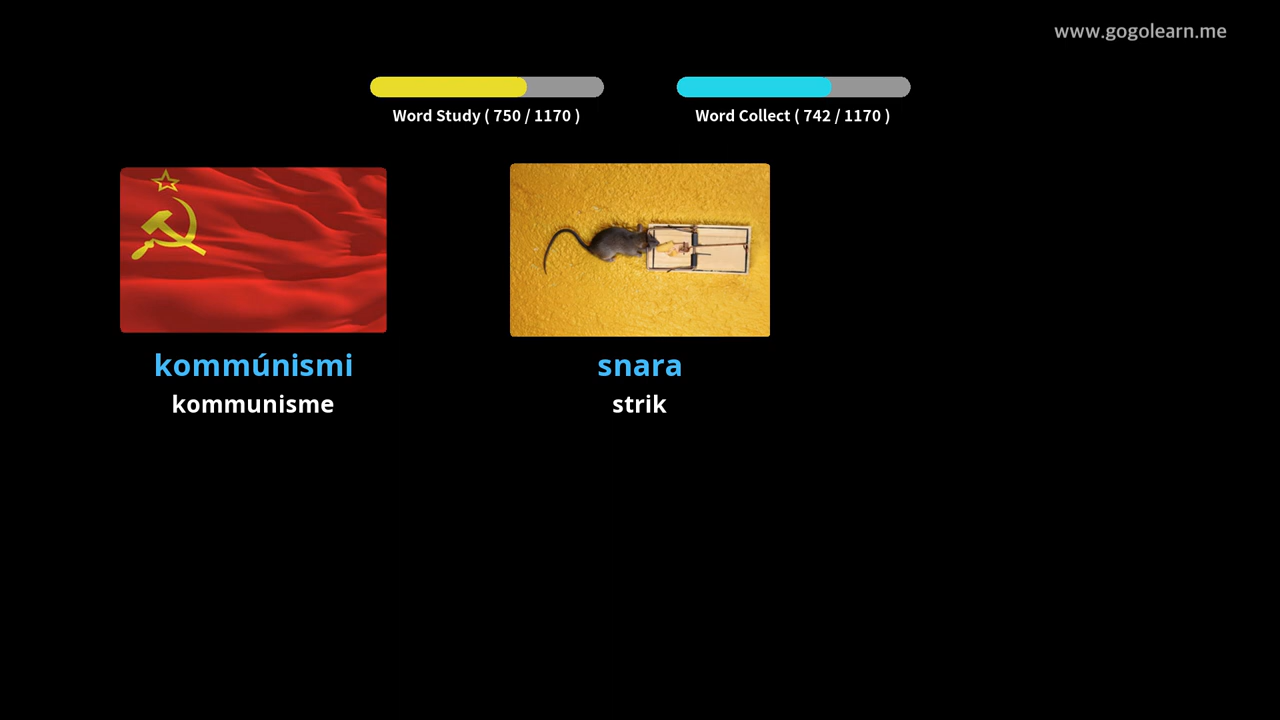 www.gogolearn.me
Word Study ( 750 / 1170 )
Word Collect ( 742 / 1170 )
kommúnismi
kommunisme
snara
strik